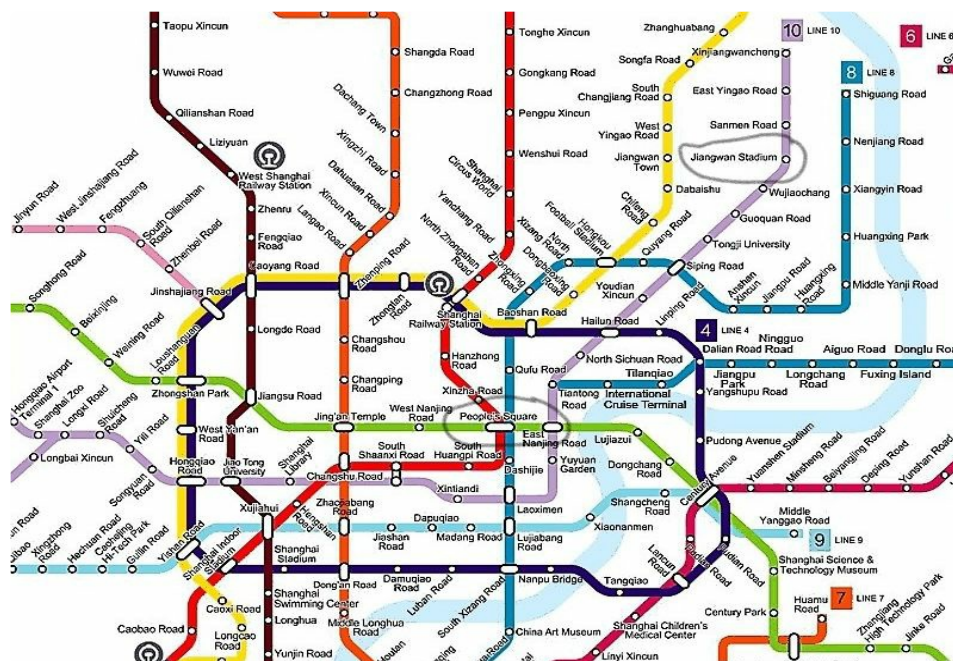 Taopu Xincun
Wuwei Road
Qilianshan Road
Liziyuan
West Shanghai
Railway Station
Zhenru
Fengqiao
Road
Caoyang Road
Longde Road
Jiangsu Road
Jiao Tong
University
Xujiahui
Shanghai
Stadium
Shanghai
Swimming Center
Longhua
Yunjin Road
Shangda Road
Changzhong Road
Dachang Town
Xingzhi Road
Dahuasan Road
Xincun Road
Langao Road
Zhenping Road
Changshou
Road
Changping
Road
Jing'an Temple
Changshu Road
Zhaojiabang
Road
Dong'an Road
Middle Longhua
Road
Tonghe Xincun
Gongkang Road
Pengpu Xincun
Wenshui Road
Shanghai
Circus World
Yanchang Road
North Zhongshan
Road
Shanghai
Railway Station
Hanzhong
Road
Xinzha Road
People's Square
South
Huangpi Road
South
Shaanxi Road
Hengshan
Road
Shanghai Indoor
Stadium
Caobao Road
Zhanghuabang
Songfa Road
South
Changjiang Road
West
Yingao Road
Jiangwan
Town
Dabaishu
Chifeng
Road
Hongkou
Football Stadium
North
Dongbaoxing
Road
Baoshan Road
Zhongtan
Road
Jinshajiang Road
Loushanguan
Road
Zhongshan Park
West Yan'an
Road
Hongqiao
Road
Yishan Road
Caoxi Road
Longcao
Road
10 LINE 10
Xinjiangwancheng
East Yingao Road
Sanmen Road
Jiangwan Stadium
Wujiaochang
Guoquan Road
Tongji University
Siping Road
Quyang Road
Youdian
Xincun
Hailun Road
North Sichuan Road
Tiantong
Road
East
Nanjing Road
Yuyuan
Garden
Laoximen
Xintiandi
Shanghai
Library
Songyuan
Road
Yili Road
Shuicheng
Road
Longxi Road
Shanghai Zoo
Hongqiao Airport
Terminal 1
Longbai Xincun
8 LINE 8
Shiguang Road
Nenjiang Road
Xiangyin Road
Huangxing Park
Middle Yanji Road
Huangxing
Road
Jiangpu Road
Anshan
Xincun
Xizang Road
Zhongxing
Road
Qufu Road
Dashijie
Lujiabang
Road
South Xizang Road
China Art Museum
6 LINE 6
4 LINE 4
Linping Road
Dalian Road
Yangshupu Road
Pudong Avenue
Century Avenue
Pudian Road
Lancun
Road
Tangqiao
Nanpu Bridge
Luban Road
Damuqiao
Road
Dalian Road
Ningguo
Road
Aiguo Road
Donglu Road
Jiangpu
Park
Longchang
Road
Fuxing Island
Tilanqiao
International
Cruise Terminal
Lujiazui
Dongchang
Road
West Nanjing
Road
Weining Road
Beixinjing
Songhong Road
Jinyun Road
West Jinshajiang Road
Fengzhuang
South Qilianshan
Road
Zhenbei Road
Yuanshen Stadium
Minsheng Road
Beiyangjing Road
Deping Road
Yunshan Road
Middle
Yanggao Road
9 LINE 9
Shangcheng
Road
Xiaonanmen
Madang Road
Dapuqiao
Jiashan
Road
Guilin Road
Caohejing
Hi-Tech Park
Hechuan
Road
Xingzhong
Road
Shanghai Science &
Technology Museum
Century Park
Huamu
Road
7 LINE 7
Zhangjiang
High Technology Park
Jinke Road
Shanghai Children's
Medical Center
Linyi Xincun